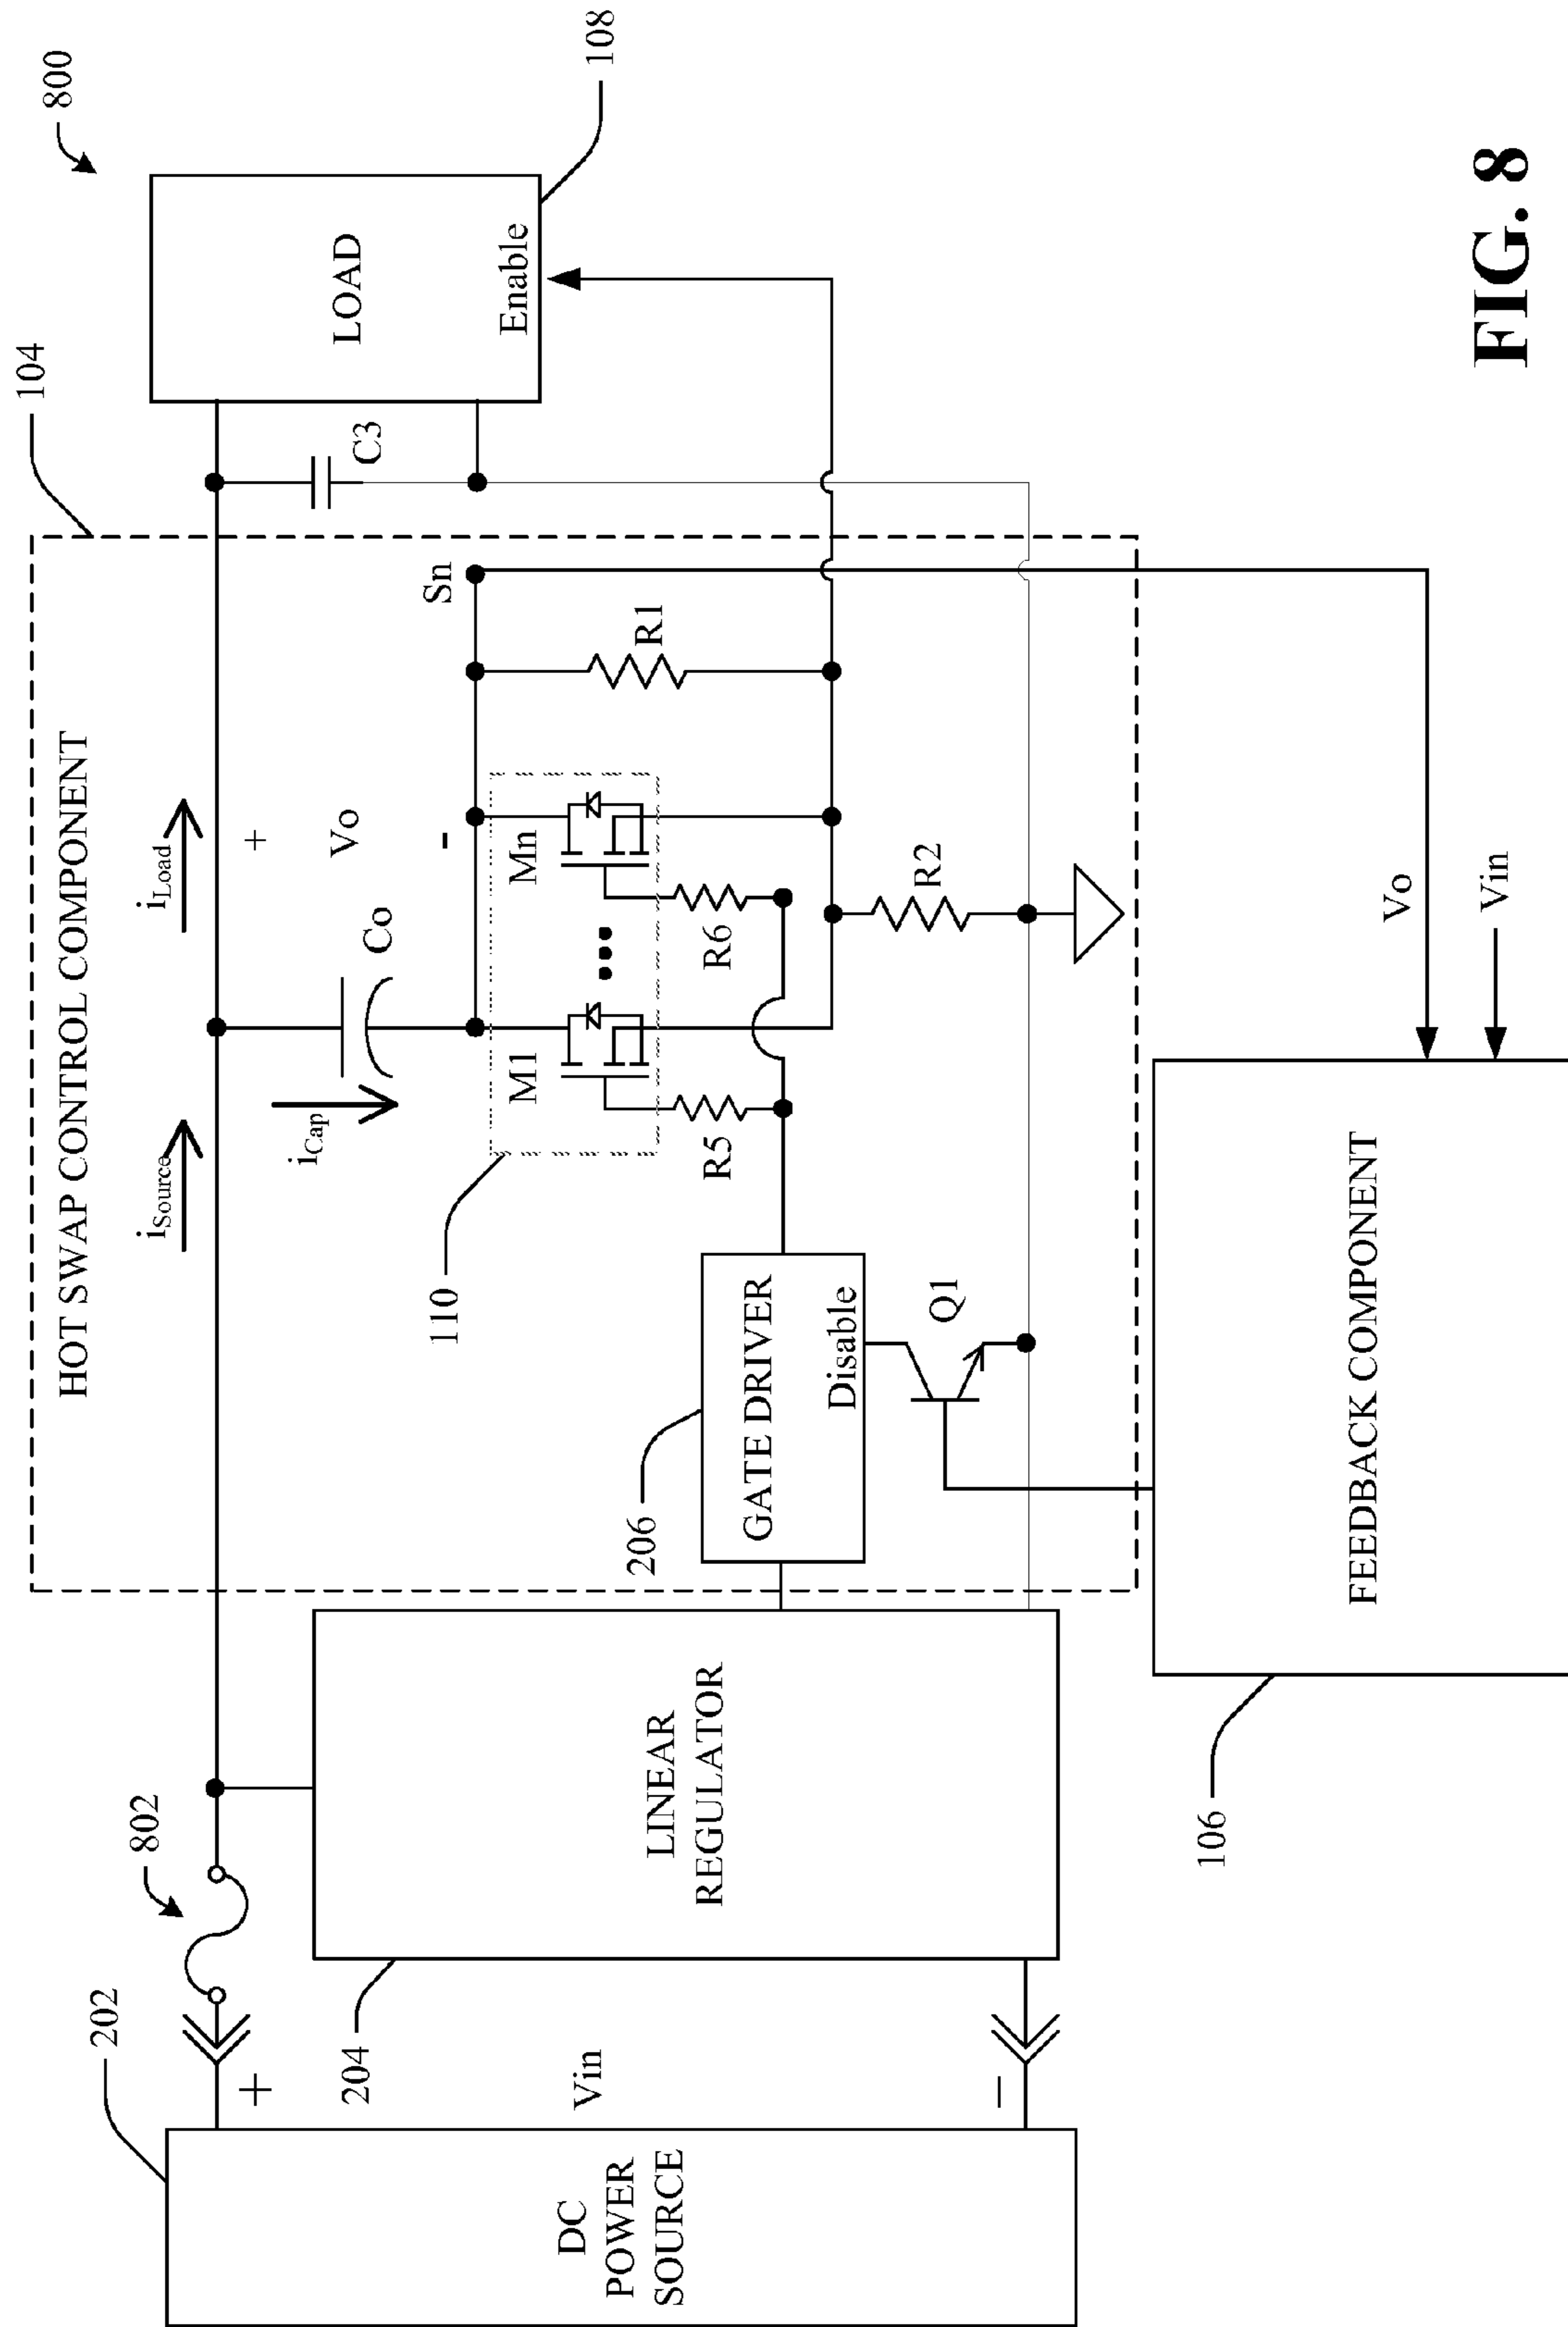 800
104
108
HOT SWAP CONTROL COMPONENT
LOAD
Enable
C3
iSource
iLoad
iCap
Co
+
Vo
-
Sn
R1
M1
Mn
110
R5
R6
R2
206
GATE DRIVER
Disable
Q1
802
202
DC
POWER
SOURCE
+
Vin
−
204
LINEAR
REGULATOR
106
FEEDBACK COMPONENT
Vo
Vin
FIG. 8